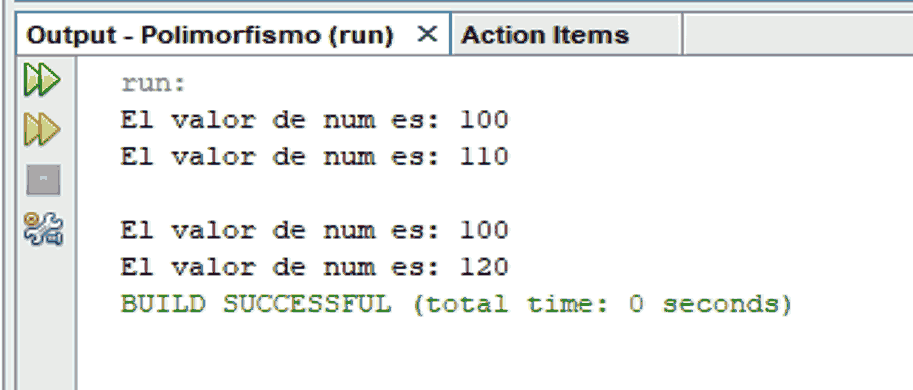 Output - Polimorfismo (run) × Action Items
run:
El valor de num es: 100
El valor de num es: 110
El valor de num es: 100
El valor de num es: 120
BUILD SUCCESSFUL (total time: 0 seconds)